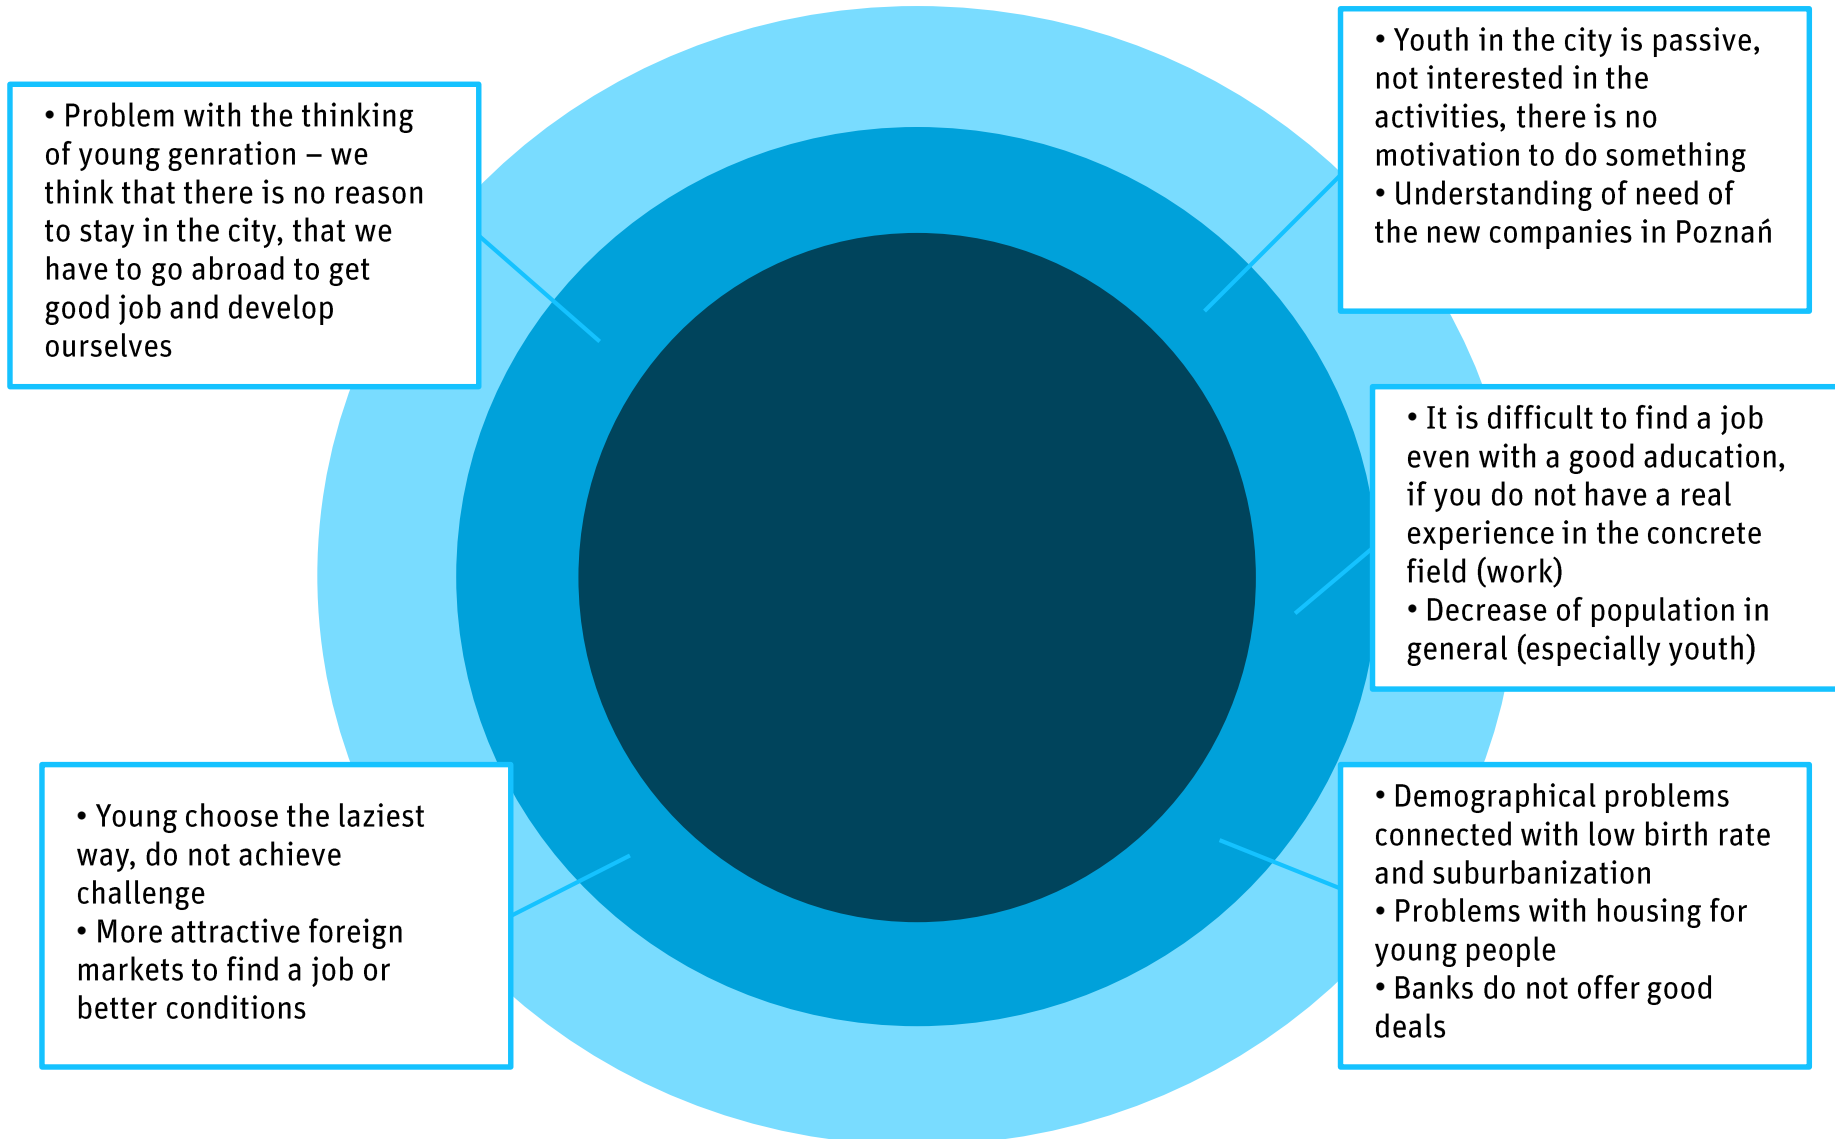 • Problem with the thinking
of young genration – we
think that there is no reason
to stay in the city, that we
have to go abroad to get
good job and develop
ourselves
• Youth in the city is passive,
not interested in the
activities, there is no
motivation to do something
• Understanding of need of
the new companies in Poznań
• It is difficult to find a job
even with a good aducation,
if you do not have a real
experience in the concrete
field (work)
• Decrease of population in
general (especially youth)
• Young choose the laziest
way, do not achieve
challenge
• More attractive foreign
markets to find a job or
better conditions
• Demographical problems
connected with low birth rate
and suburbanization
• Problems with housing for
young people
• Banks do not offer good
deals